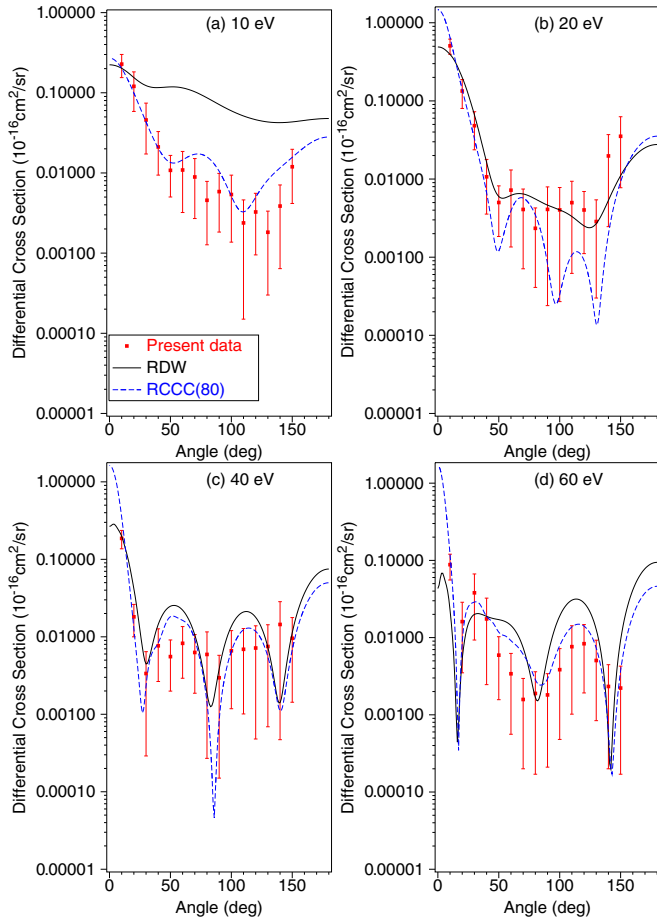 (a) 10 eV
Differential Cross Section (10⁻¹⁶cm²/sr)
0.10000
0.01000
0.00100
0.00010
0.00001
Present data
RDW
RCCC(80)
0 50 100 150
Angle (deg)
(b) 20 eV
Differential Cross Section (10⁻¹⁶cm²/sr)
1.00000
0.10000
0.01000
0.00100
0.00010
0.00001
0 50 100 150
Angle (deg)
(c) 40 eV
Differential Cross Section (10⁻¹⁶cm²/sr)
1.00000
0.10000
0.01000
0.00100
0.00010
0.00001
0 50 100 150
Angle (deg)
(d) 60 eV
Differential Cross Section (10⁻¹⁶cm²/sr)
1.00000
0.10000
0.01000
0.00100
0.00010
0.00001
0 50 100 150
Angle (deg)